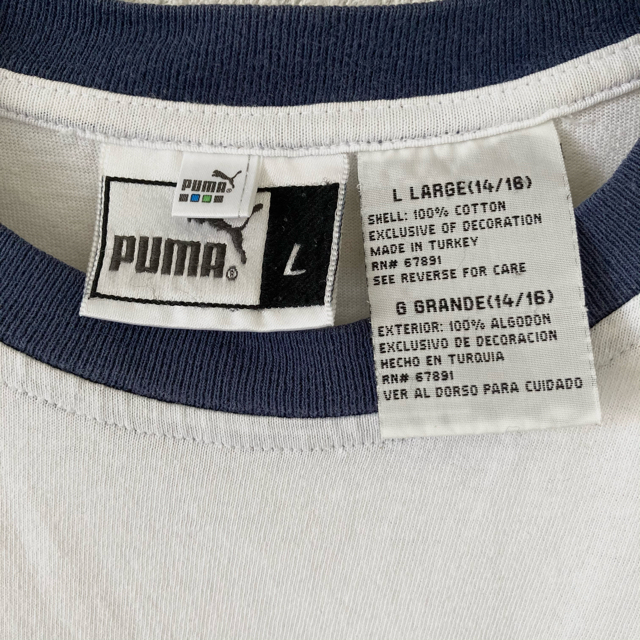 PUMA
PUMA®
L
L LARGE(14/16)
SHELL: 100% COTTON
EXCLUSIVE OF DECORATION
MADE IN TURKEY
RN# 67891
SEE REVERSE FOR CARE
G GRANDE(14/16)
EXTERIOR: 100% ALGODON
EXCLUSIVO DE DECORACION
HECHO EN TURQUIA
RN# 67891
VER AL DORSO PARA CUIDADO